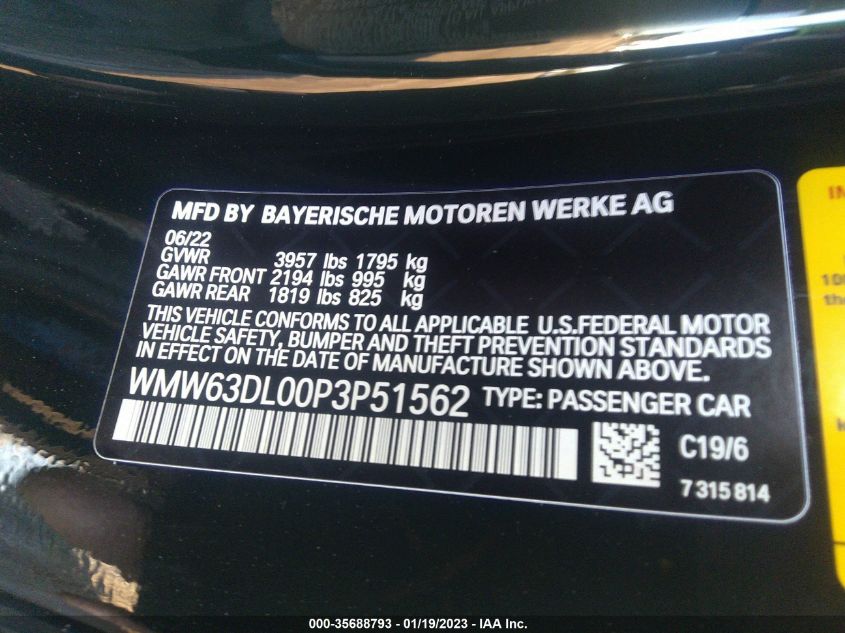 MFD BY BAYERISCHE MOTOREN WERKE AG
06/22
GVWR 3957 lbs 1795 kg
GAWR FRONT 2194 lbs 995 kg
GAWR REAR 1819 lbs 825 kg
THIS VEHICLE CONFORMS TO ALL APPLICABLE U.S.FEDERAL MOTOR
VEHICLE SAFETY, BUMPER AND THEFT PREVENTION STANDARDS
IN EFFECT ON THE DATE OF MANUFACTURE SHOWN ABOVE.
WMW63DL00P3P51562 TYPE: PASSENGER CAR
C19/6
7 315 814
000-35688793 - 01/19/2023 - IAA Inc.